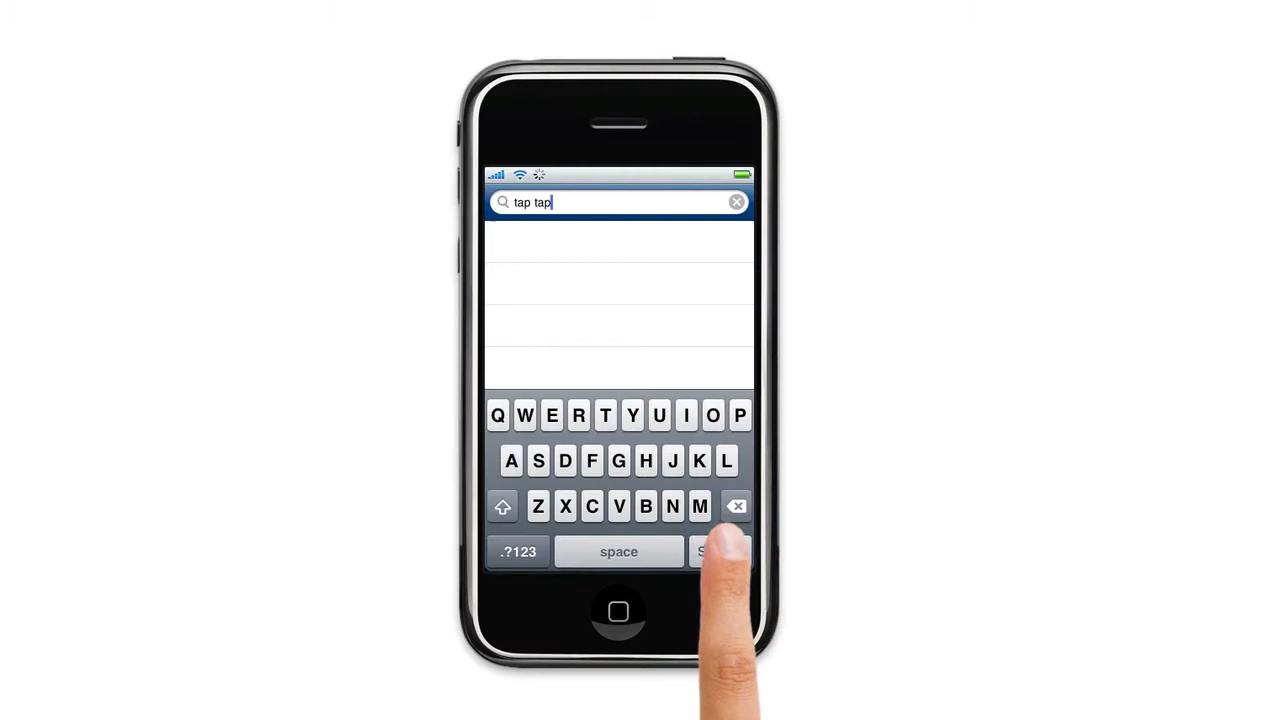 tap tap
Q W E R T Y U I O P
A S D F G H J K L
Z X C V B N M
.?123 space